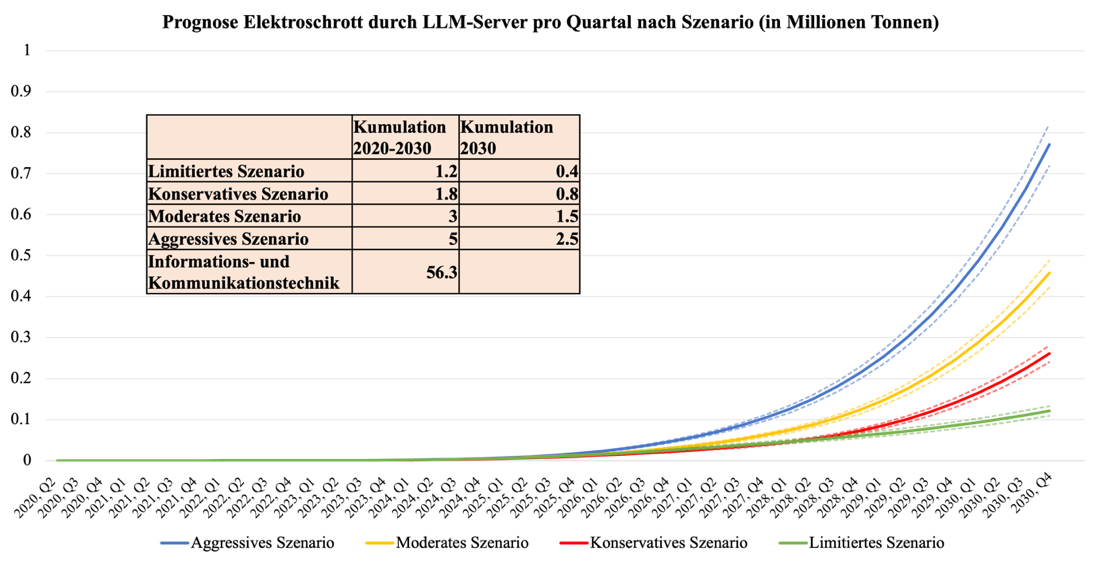 Prognose Elektroschrott durch LLM-Server pro Quartal nach Szenario (in Millionen Tonnen)
1
0.9
0.8
0.7
0.6
0.5
0.4
0.3
0.2
0.1
0
Kumulation 2020-2030 Kumulation 2030
Limitiertes Szenario 1.2 0.4
Konservatives Szenario 1.8 0.8
Moderates Szenario 3 1.5
Aggressives Szenario 5 2.5
Informations- und
Kommunikationstechnik 56.3
2020, Q2
2020, Q3
2020, Q4
2021, Q1
2021, Q2
2021, Q3
2021, Q4
2022, Q1
2022, Q2
2022, Q3
2022, Q4
2023, Q1
2023, Q2
2023, Q3
2023, Q4
2024, Q1
2024, Q2
2024, Q3
2024, Q4
2025, Q1
2025, Q2
2025, Q3
2025, Q4
2026, Q1
2026, Q2
2026, Q3
2026, Q4
2027, Q1
2027, Q2
2027, Q3
2027, Q4
2028, Q1
2028, Q2
2028, Q3
2028, Q4
2029, Q1
2029, Q2
2029, Q3
2029, Q4
2030, Q1
2030, Q2
2030, Q3
2030, Q4
Aggressives Szenario
Moderates Szenario
Konservatives Szenario
Limitiertes Szenario